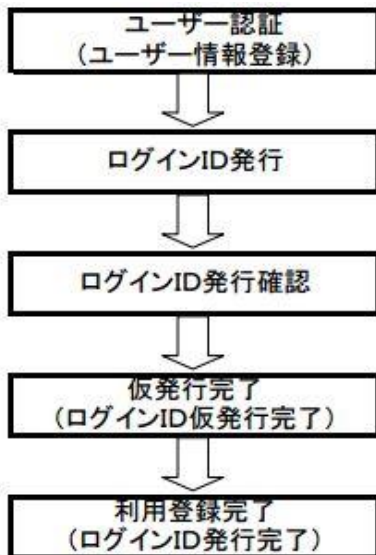 ユーザー認証
（ユーザー情報登録）
ログインID発行
ログインID発行確認
仮発行完了
（ログインID仮発行完了）
利用登録完了
（ログインID発行完了）